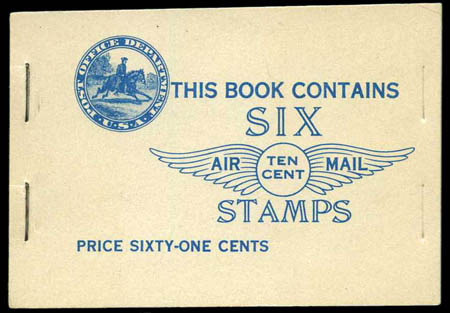 POST OFFICE DEPARTMENT
U.S.A.
THIS BOOK CONTAINS
SIX
AIR TEN CENT MAIL
STAMPS
PRICE SIXTY-ONE CENTS